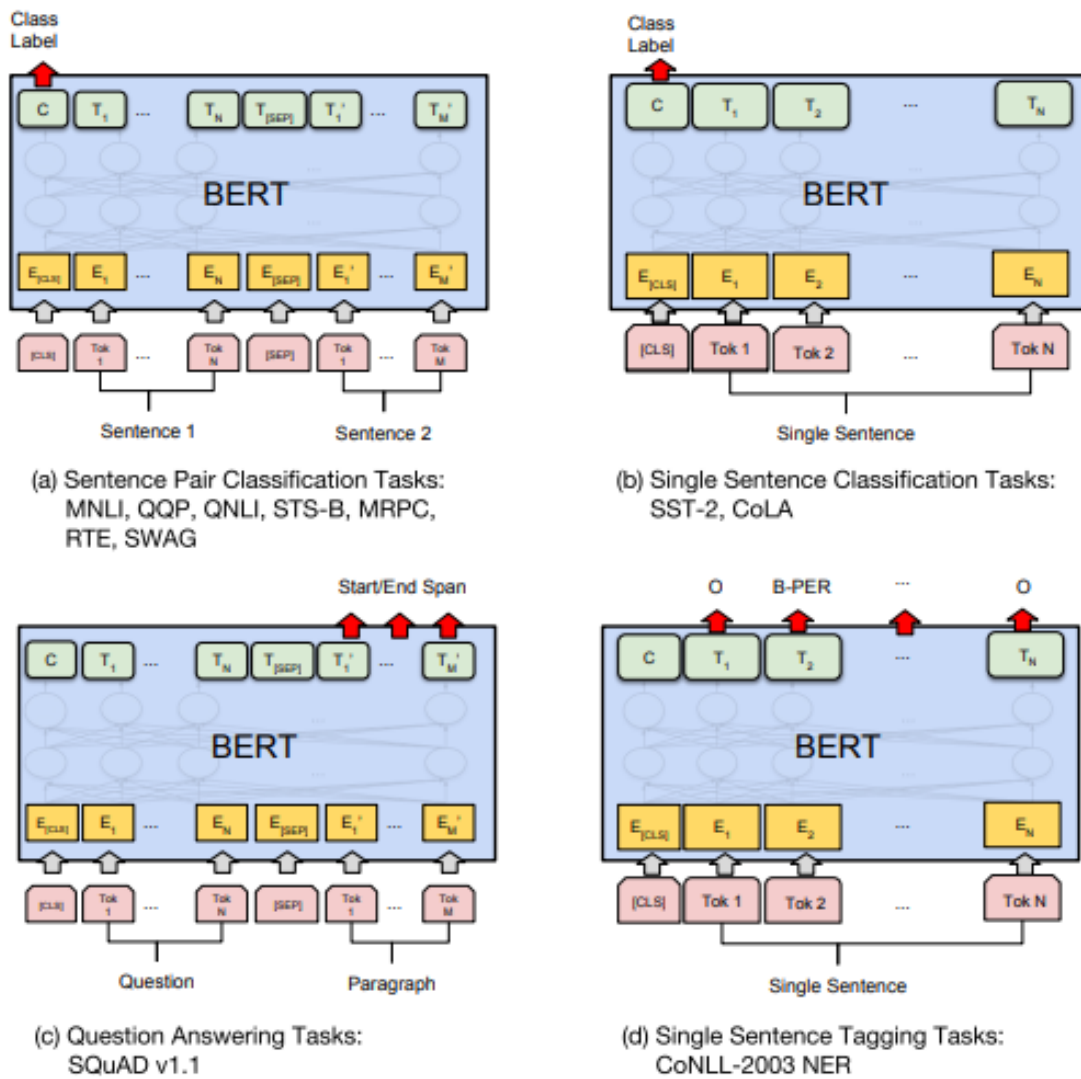 Class
Label
C T1 ... TN T[SEP] T1' ... TM'
...
BERT
...
E[CLS] E1 ... EN E[SEP] E1' ... EM'
[CLS] Tok 1 ... Tok N [SEP] Tok 1 ... Tok M
Sentence 1 Sentence 2
(a) Sentence Pair Classification Tasks:
MNLI, QQP, QNLI, STS-B, MRPC,
RTE, SWAG
Class
Label
C T1 T2 ... TN
...
BERT
...
E[CLS] E1 E2 ... EN
[CLS] Tok 1 Tok 2 ... Tok N
Single Sentence
(b) Single Sentence Classification Tasks:
SST-2, CoLA
Start/End Span
C T1 ... TN T[SEP] T1' ... TM'
...
BERT
...
E[CLS] E1 ... EN E[SEP] E1' ... EM'
[CLS] Tok 1 ... Tok N [SEP] Tok 1 ... Tok M
Question Paragraph
(c) Question Answering Tasks:
SQuAD v1.1
O B-PER ... O
C T1 T2 ... TN
...
BERT
...
E[CLS] E1 E2 ... EN
[CLS] Tok 1 Tok 2 ... Tok N
Single Sentence
(d) Single Sentence Tagging Tasks:
CoNLL-2003 NER